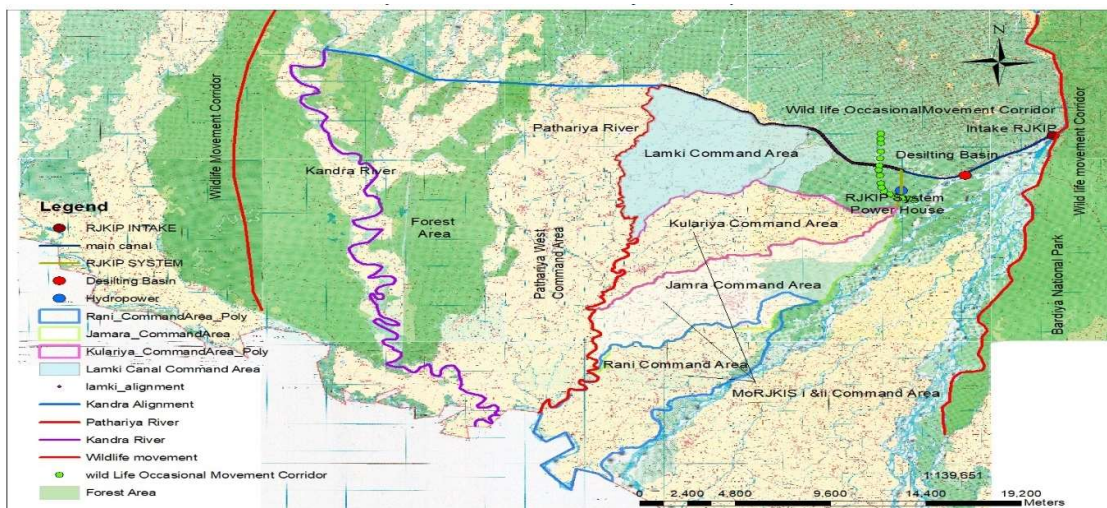 N
Wild life OccasionalMovement Corridor
Intake RJKIP
Pathariya River
Lamki Command Area
Desilting Basin
Wildlife Movement Corridor
Kandra River
RJKIP System
Power House
Wild life movement Corridor
Forest
Area
Kulariya Command Area
Pathariya West
Command Area
Jamra Command Area
Bardiya National Park
Rani Command Area
MoRJKIS I &ii Command Area
Legend
RJKIP INTAKE
main canal
RJKIP SYSTEM
Desilting Basin
Hydropower
Rani_CommandArea_Poly
Jamara_CommandArea
Kulariya_CommandArea_Poly
Lamki Canal Command Area
lamki_alignment
Kandra Alignment
Pathariya River
Kandra River
Wildlife movement
wild Life Occasional Movement Corridor
Forest Area
1:139,651
0 2,400 4,800 9,600 14,400 19,200
Meters